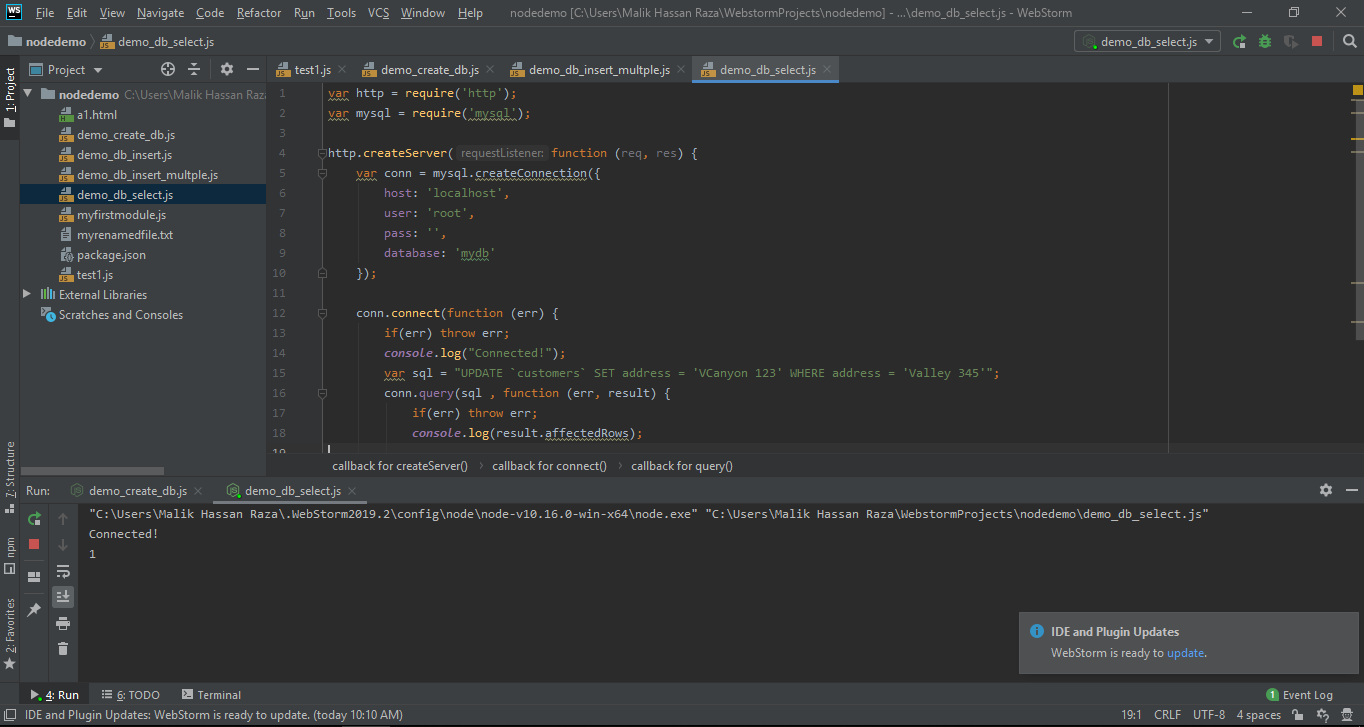 WS File Edit View Navigate Code Refactor Run Tools VCS Window Help nodedemo [C:\Users\Malik Hassan Raza\WebstormProjects\nodedemo] - ...\demo_db_select.js - WebStorm
nodedemo demo_db_select.js demo_db_select.js
1: Project
Project
test1.js demo_create_db.js demo_db_insert_multple.js demo_db_select.js
nodedemo C:\Users\Malik Hassan Raza
a1.html
demo_create_db.js
demo_db_insert.js
demo_db_insert_multple.js
demo_db_select.js
myfirstmodule.js
myrenamedfile.txt
package.json
test1.js
External Libraries
Scratches and Consoles
1 var http = require('http');
2 var mysql = require('mysql');
3
4 http.createServer( requestListener: function (req, res) {
5 var conn = mysql.createConnection({
6 host: 'localhost',
7 user: 'root',
8 pass: '',
9 database: 'mydb'
10 });
11
12 conn.connect(function (err) {
13 if(err) throw err;
14 console.log("Connected!");
15 var sql = "UPDATE `customers` SET address = 'VCanyon 123' WHERE address = 'Valley 345'";
16 conn.query(sql , function (err, result) {
17 if(err) throw err;
18 console.log(result.affectedRows);
19
callback for createServer() callback for connect() callback for query()
7: Structure
npm
2: Favorites
Run: demo_create_db.js demo_db_select.js
"C:\Users\Malik Hassan Raza\.WebStorm2019.2\config\node\node-v10.16.0-win-x64\node.exe" "C:\Users\Malik Hassan Raza\WebstormProjects\nodedemo\demo_db_select.js"
Connected!
1
IDE and Plugin Updates
WebStorm is ready to update.
4: Run 6: TODO Terminal 1 Event Log
IDE and Plugin Updates: WebStorm is ready to update. (today 10:10 AM) 19:1 CRLF UTF-8 4 spaces